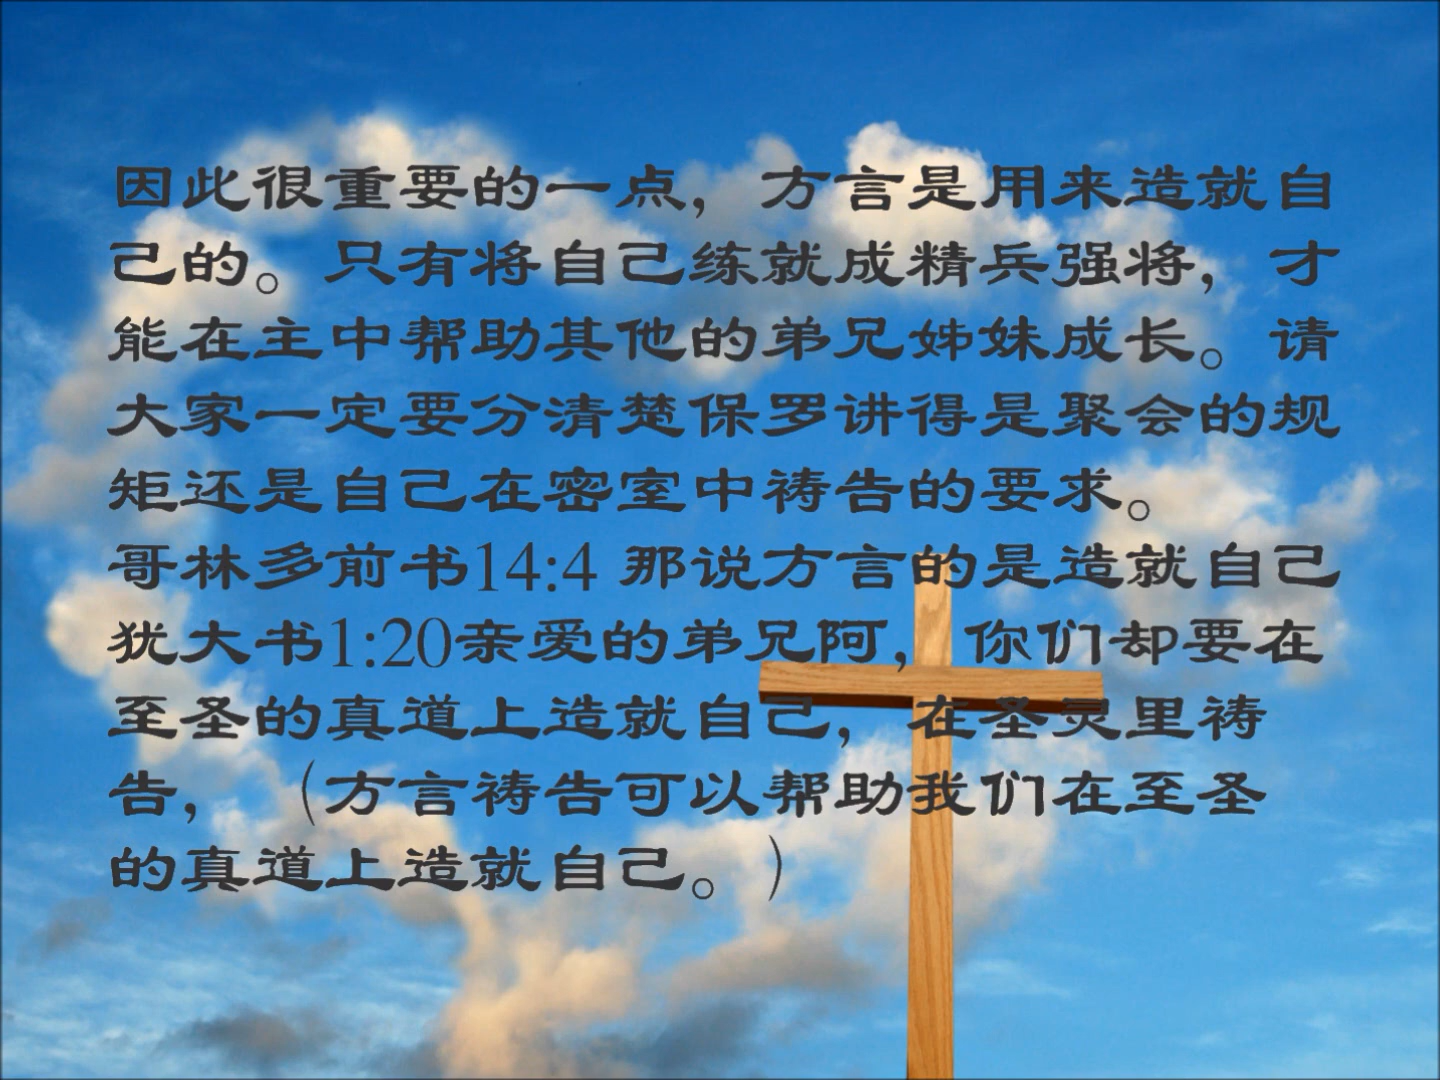 因此很重要的一点，方言是用来造就自
己的。只有将自己练就成精兵强将，才
能在主中帮助其他的弟兄姊妹成长。请
大家一定要分清楚保罗讲得是聚会的规
矩还是自己在密室中祷告的要求。
哥林多前书14:4 那说方言的是造就自己
犹大书1:20亲爱的弟兄阿，你们却要在
至圣的真道上造就自己，在圣灵里祷
告，（方言祷告可以帮助我们在至圣
的真道上造就自己。）